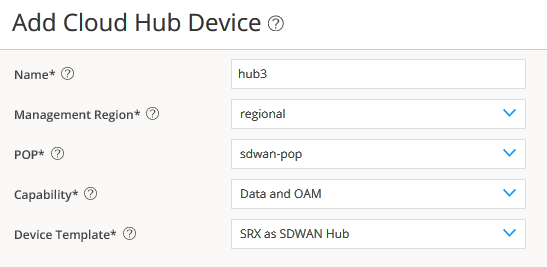 Add Cloud Hub Device ?
Name* ? hub3
Management Region* ? regional
POP* ? sdwan-pop
Capability* ? Data and OAM
Device Template* ? SRX as SDWAN Hub